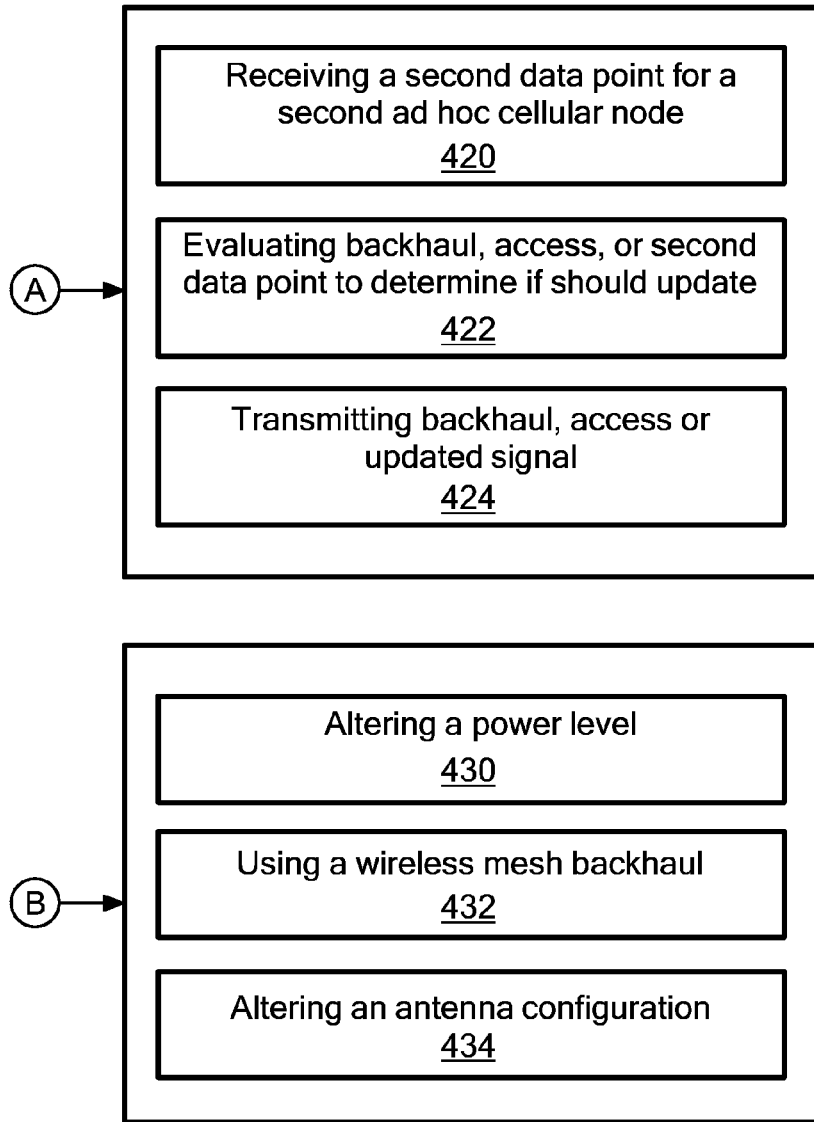 Receiving a second data point for a
second ad hoc cellular node
420
Evaluating backhaul, access, or second
data point to determine if should update
422
A
Transmitting backhaul, access or
updated signal
424
Altering a power level
430
Using a wireless mesh backhaul
432
B
Altering an antenna configuration
434